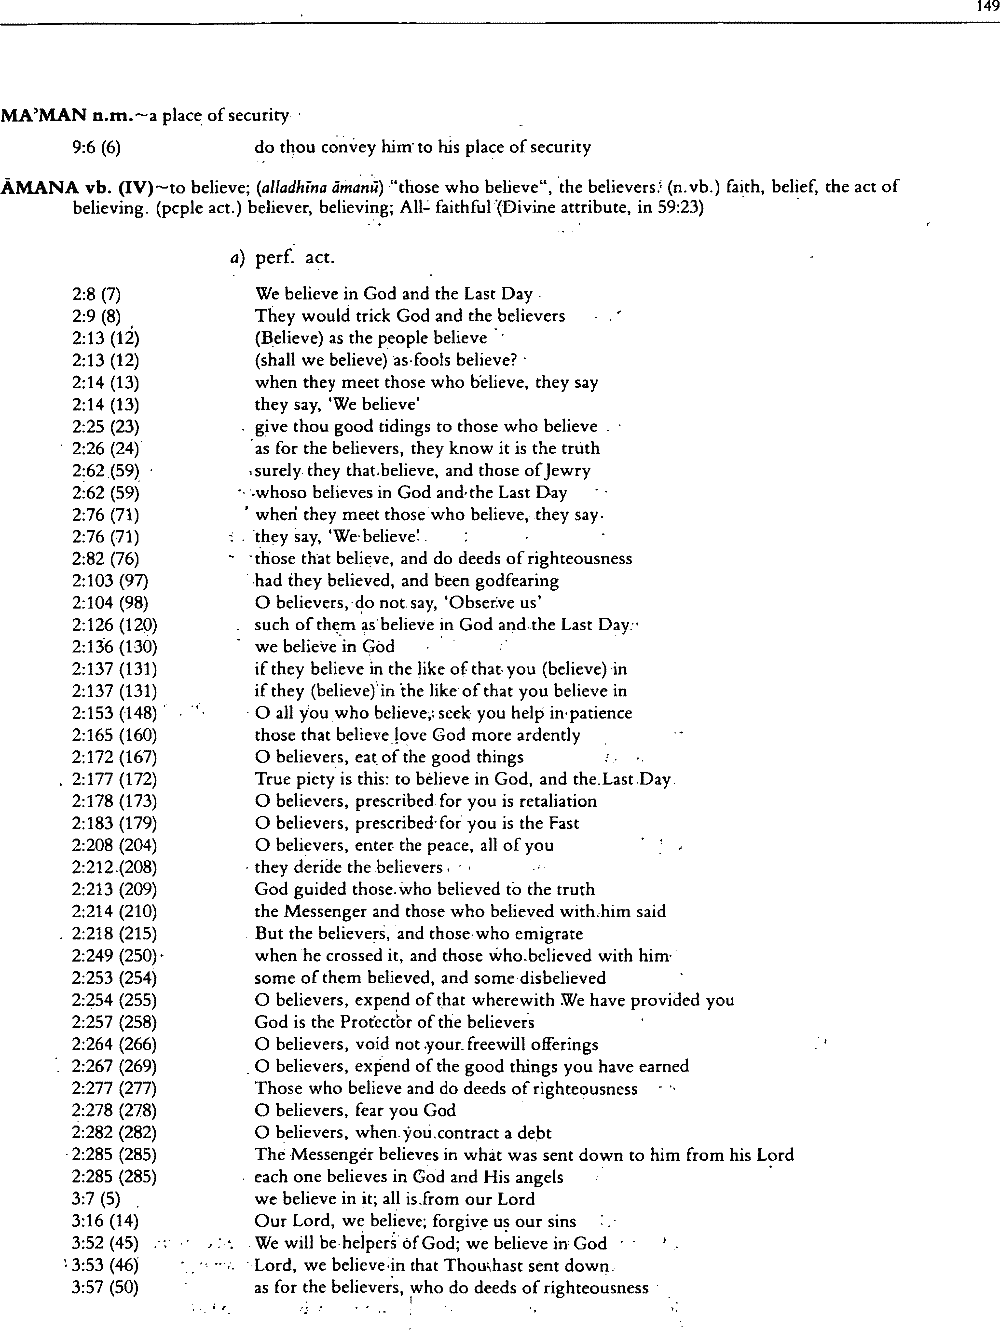 149
MA’MAN n.m.~a place of security
9:6 (6) do thou convey him to his place of security
ĀMANA vb. (IV)~to believe; (alladhīna āmanū) "those who believe", the believers. (n.vb.) faith, belief, the act of
believing. (pcple act.) believer, believing; All- faithful (Divine attribute, in 59:23)
a) perf. act.
2:8 (7) We believe in God and the Last Day
2:9 (8) They would trick God and the believers
2:13 (12) (Believe) as the people believe
2:13 (12) (shall we believe) as fools believe?
2:14 (13) when they meet those who believe, they say
2:14 (13) they say, 'We believe'
2:25 (23) give thou good tidings to those who believe
2:26 (24) as for the believers, they know it is the truth
2:62 (59) surely they that believe, and those of Jewry
2:62 (59) whoso believes in God and the Last Day
2:76 (71) when they meet those who believe, they say
2:76 (71) they say, 'We believe'
2:82 (76) those that believe, and do deeds of righteousness
2:103 (97) had they believed, and been godfearing
2:104 (98) O believers, do not say, 'Observe us'
2:126 (120) such of them as believe in God and the Last Day
2:136 (130) we believe in God
2:137 (131) if they believe in the like of that you (believe) in
2:137 (131) if they (believe) in the like of that you believe in
2:153 (148) O all you who believe, seek you help in patience
2:165 (160) those that believe love God more ardently
2:172 (167) O believers, eat of the good things
2:177 (172) True piety is this: to believe in God, and the Last Day
2:178 (173) O believers, prescribed for you is retaliation
2:183 (179) O believers, prescribed for you is the Fast
2:208 (204) O believers, enter the peace, all of you
2:212 (208) they deride the believers
2:213 (209) God guided those who believed to the truth
2:214 (210) the Messenger and those who believed with him said
2:218 (215) But the believers, and those who emigrate
2:249 (250) when he crossed it, and those who believed with him
2:253 (254) some of them believed, and some disbelieved
2:254 (255) O believers, expend of that wherewith We have provided you
2:257 (258) God is the Protector of the believers
2:264 (266) O believers, void not your freewill offerings
2:267 (269) O believers, expend of the good things you have earned
2:277 (277) Those who believe and do deeds of righteousness
2:278 (278) O believers, fear you God
2:282 (282) O believers, when you contract a debt
2:285 (285) The Messenger believes in what was sent down to him from his Lord
2:285 (285) each one believes in God and His angels
3:7 (5) we believe in it; all is from our Lord
3:16 (14) Our Lord, we believe; forgive us our sins
3:52 (45) We will be helpers of God; we believe in God
3:53 (46) Lord, we believe in that Thou hast sent down
3:57 (50) as for the believers, who do deeds of righteousness